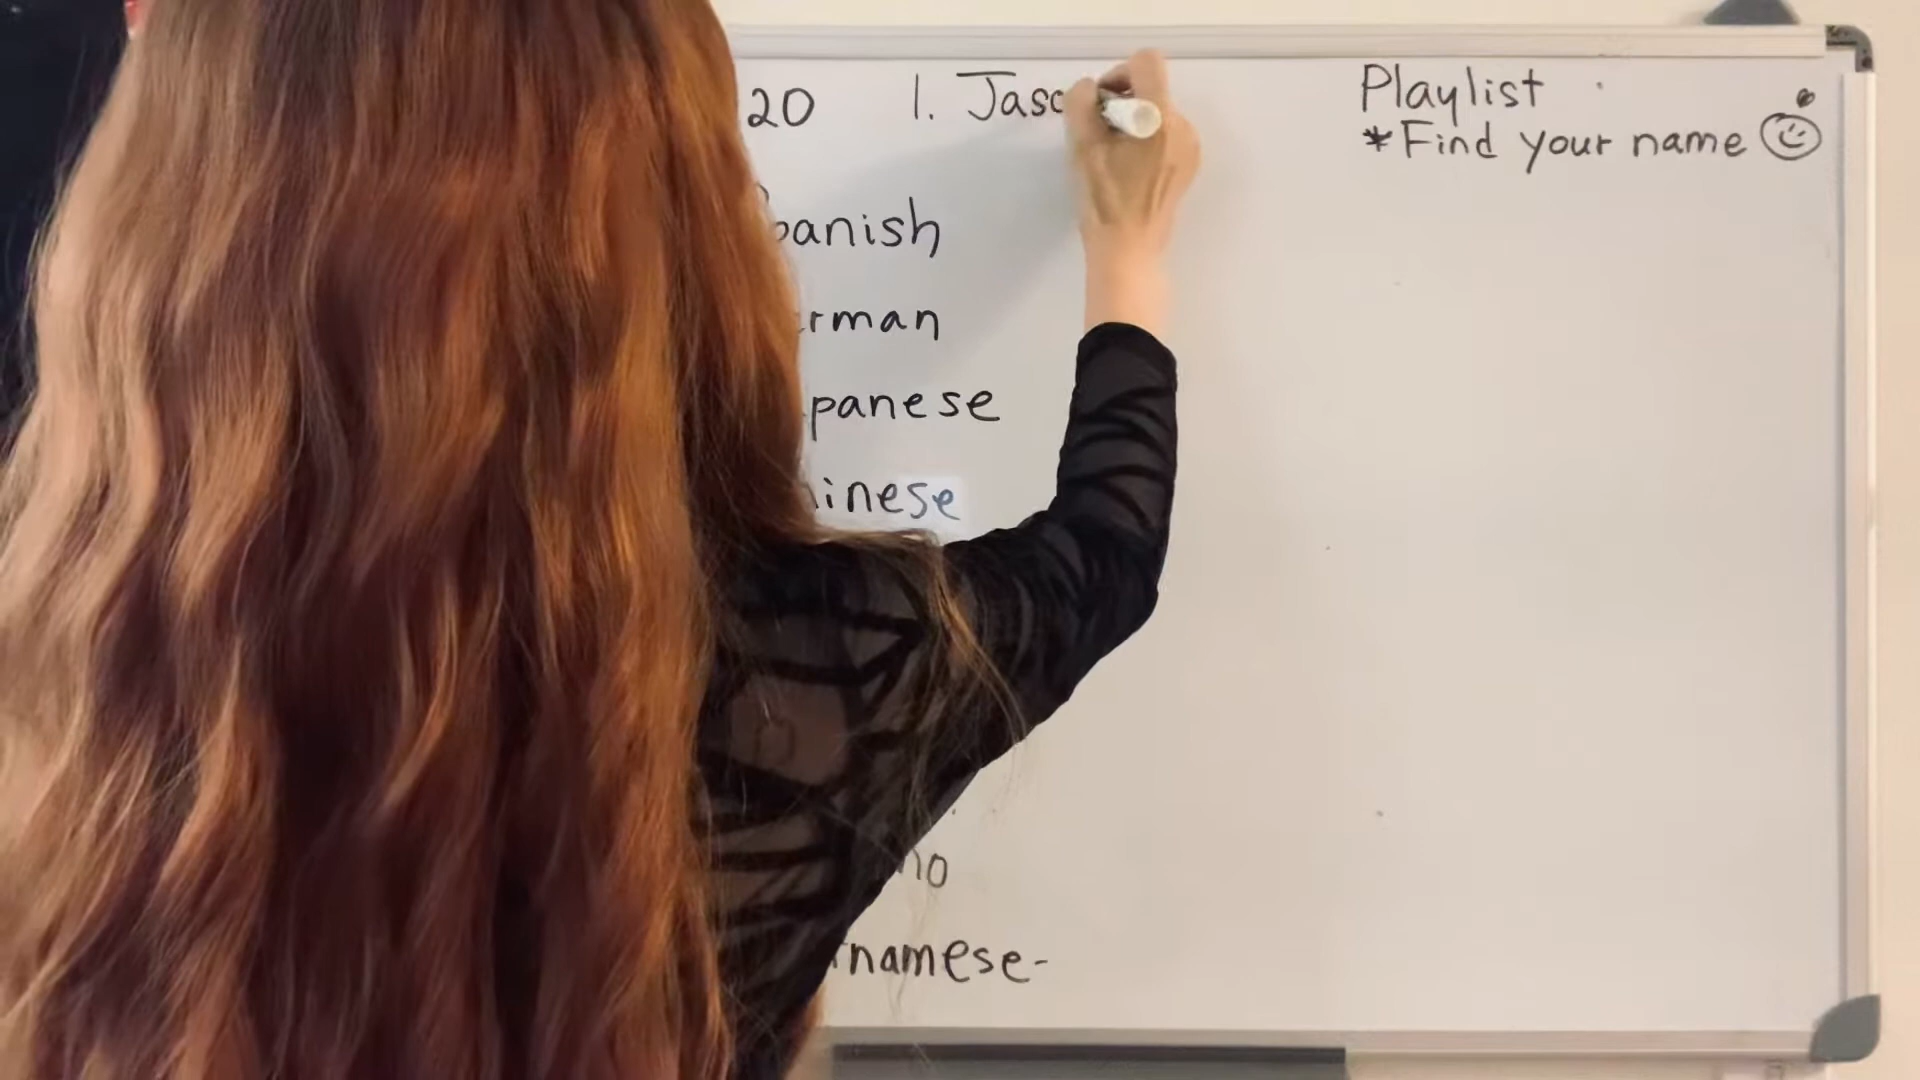 20 1. Jaso
Playlist
*Find your name
panish
rman
panese
inese
no
namese-